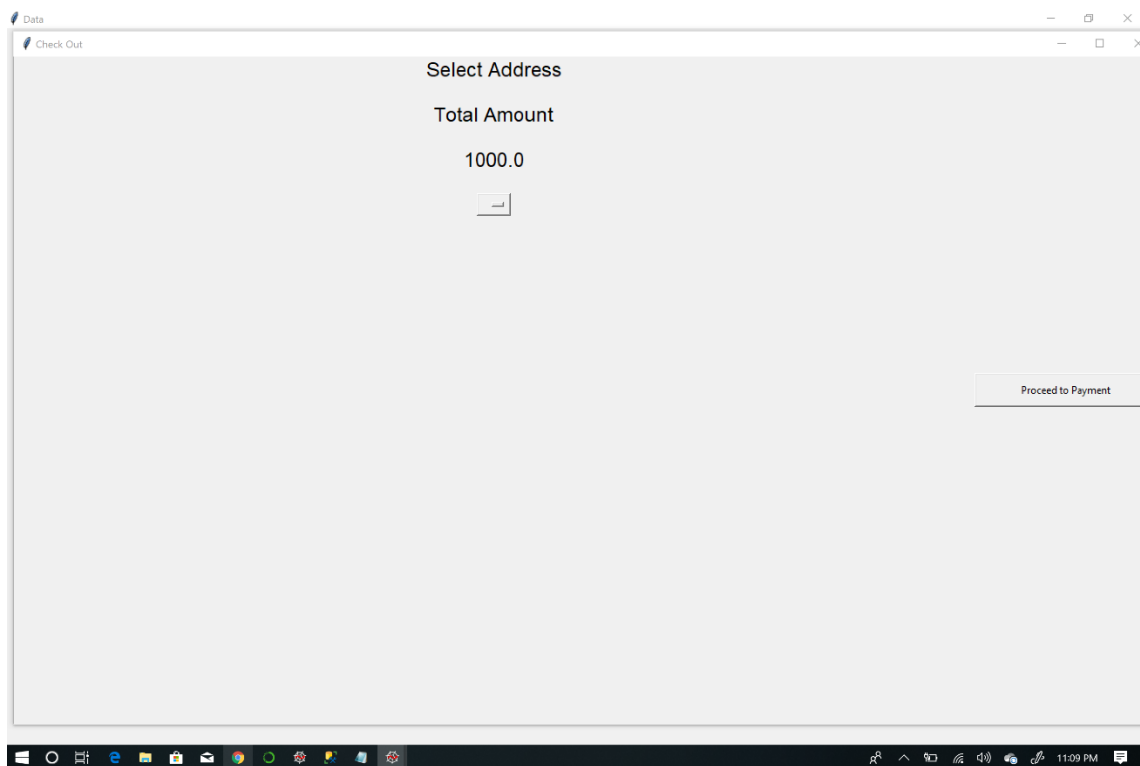 Data
Check Out
Select Address
Total Amount
1000.0
Proceed to Payment
11:09 PM